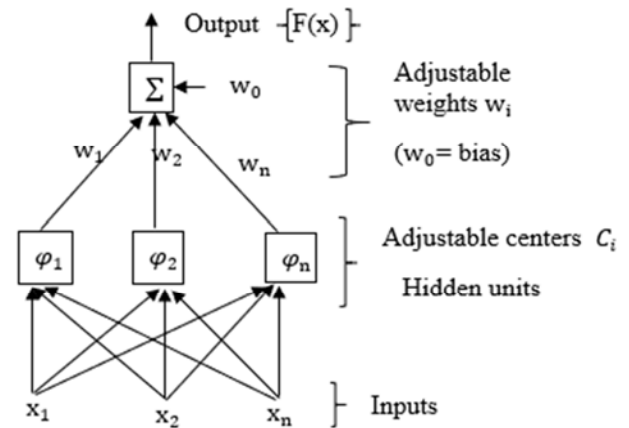 Output {F(x)}
Σ w₀
Adjustable
weights wᵢ
(w₀= bias)
w₁ w₂ wₙ
φ₁ φ₂ φₙ
Adjustable centers Cᵢ
Hidden units
x₁ x₂ xₙ
Inputs